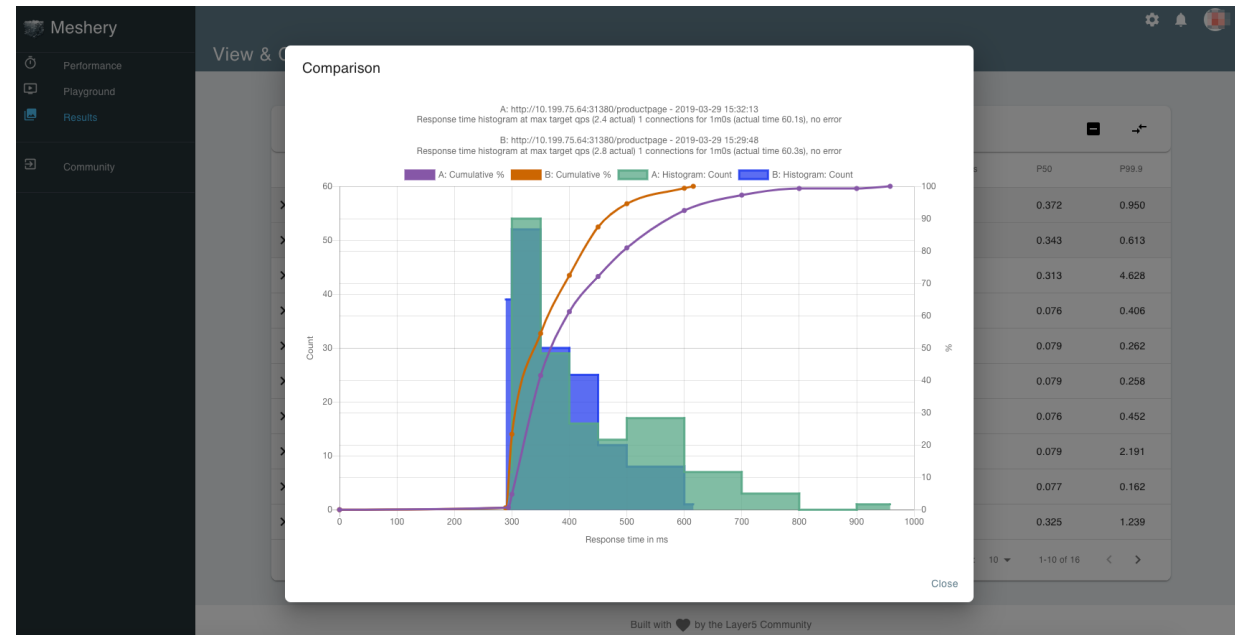 Meshery
Performance
Playground
Results
Community
View &
Comparison
A: http://10.199.75.64:31380/productpage - 2019-03-29 15:32:13
Response time histogram at max target qps (2.4 actual) 1 connections for 1m0s (actual time 60.1s), no error
B: http://10.199.75.64:31380/productpage - 2019-03-29 15:29:48
Response time histogram at max target qps (2.8 actual) 1 connections for 1m0s (actual time 60.3s), no error
A: Cumulative % B: Cumulative % A: Histogram: Count B: Histogram: Count
60
50
40
30
20
10
0
Count
100
90
80
70
60
50
40
30
20
10
0
%
0 100 200 300 400 500 600 700 800 900 1000
Response time in ms
Close
P50 P99.9
0.372 0.950
0.343 0.613
0.313 4.628
0.076 0.406
0.079 0.262
0.079 0.258
0.076 0.452
0.079 2.191
0.077 0.162
0.325 1.239
10 1-10 of 16
Built with by the Layer5 Community